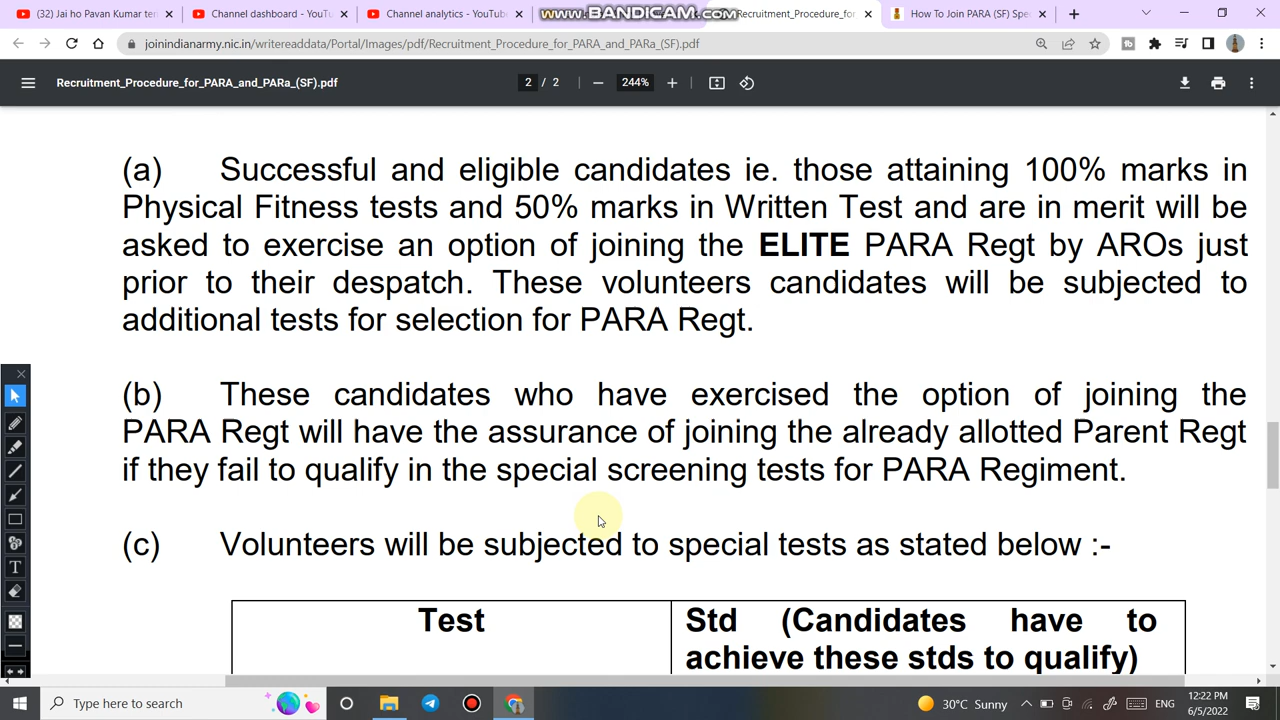 (32) Jai ho Pavan Kumar ten
Channel dashboard - YouTu
Channel analytics - YouTube
WWW.BANDICAM.COM
Recruitment_Procedure_for_
How To Join PARA (SF) Spe
joinindianarmy.nic.in/writereaddata/Portal/Images/pdf/Recruitment_Procedure_for_PARA_and_PARa_(SF).pdf
Recruitment_Procedure_for_PARA_and_PARa_(SF).pdf
2 / 2
244%
(a) Successful and eligible candidates ie. those attaining 100% marks in
Physical Fitness tests and 50% marks in Written Test and are in merit will be
asked to exercise an option of joining the ELITE PARA Regt by AROs just
prior to their despatch. These volunteers candidates will be subjected to
additional tests for selection for PARA Regt.
(b) These candidates who have exercised the option of joining the
PARA Regt will have the assurance of joining the already allotted Parent Regt
if they fail to qualify in the special screening tests for PARA Regiment.
(c) Volunteers will be subjected to special tests as stated below :-
Test
Std (Candidates have to
achieve these stds to qualify)
Type here to search
30°C Sunny
ENG
12:22 PM
6/5/2022